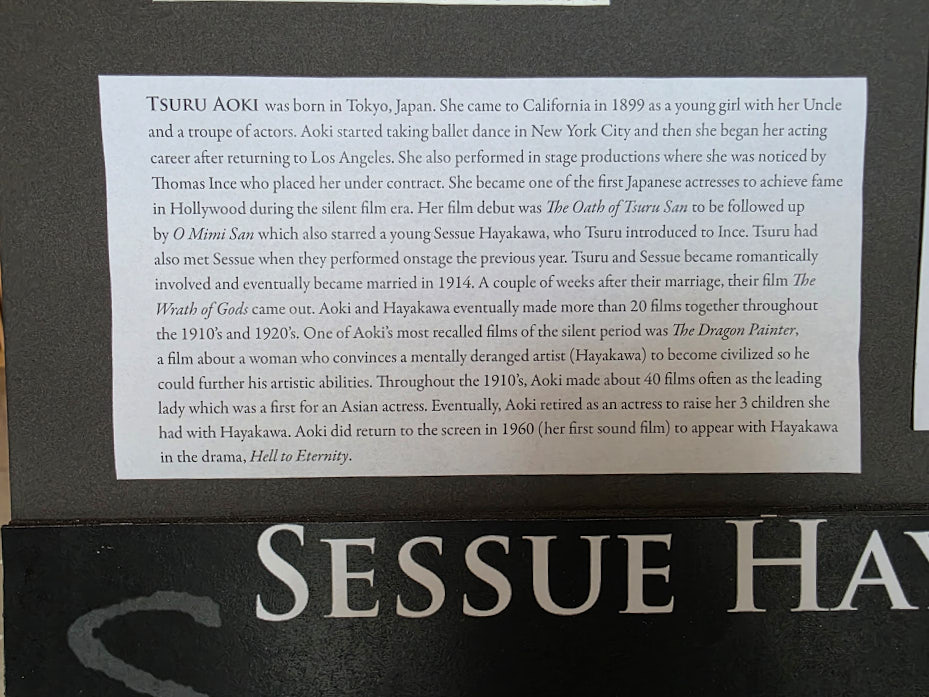 TSURU AOKI was born in Tokyo, Japan. She came to California in 1899 as a young girl with her Uncle
and a troupe of actors. Aoki started taking ballet dance in New York City and then she began her acting
career after returning to Los Angeles. She also performed in stage productions where she was noticed by
Thomas Ince who placed her under contract. She became one of the first Japanese actresses to achieve fame
in Hollywood during the silent film era. Her film debut was The Oath of Tsuru San to be followed up
by O Mimi San which also starred a young Sessue Hayakawa, who Tsuru introduced to Ince. Tsuru had
also met Sessue when they performed onstage the previous year. Tsuru and Sessue became romantically
involved and eventually became married in 1914. A couple of weeks after their marriage, their film The
Wrath of Gods came out. Aoki and Hayakawa eventually made more than 20 films together throughout
the 1910's and 1920's. One of Aoki's most recalled films of the silent period was The Dragon Painter,
a film about a woman who convinces a mentally deranged artist (Hayakawa) to become civilized so he
could further his artistic abilities. Throughout the 1910's, Aoki made about 40 films often as the leading
lady which was a first for an Asian actress. Eventually, Aoki retired as an actress to raise her 3 children she
had with Hayakawa. Aoki did return to the screen in 1960 (her first sound film) to appear with Hayakawa
in the drama, Hell to Eternity.
SESSUE HAY